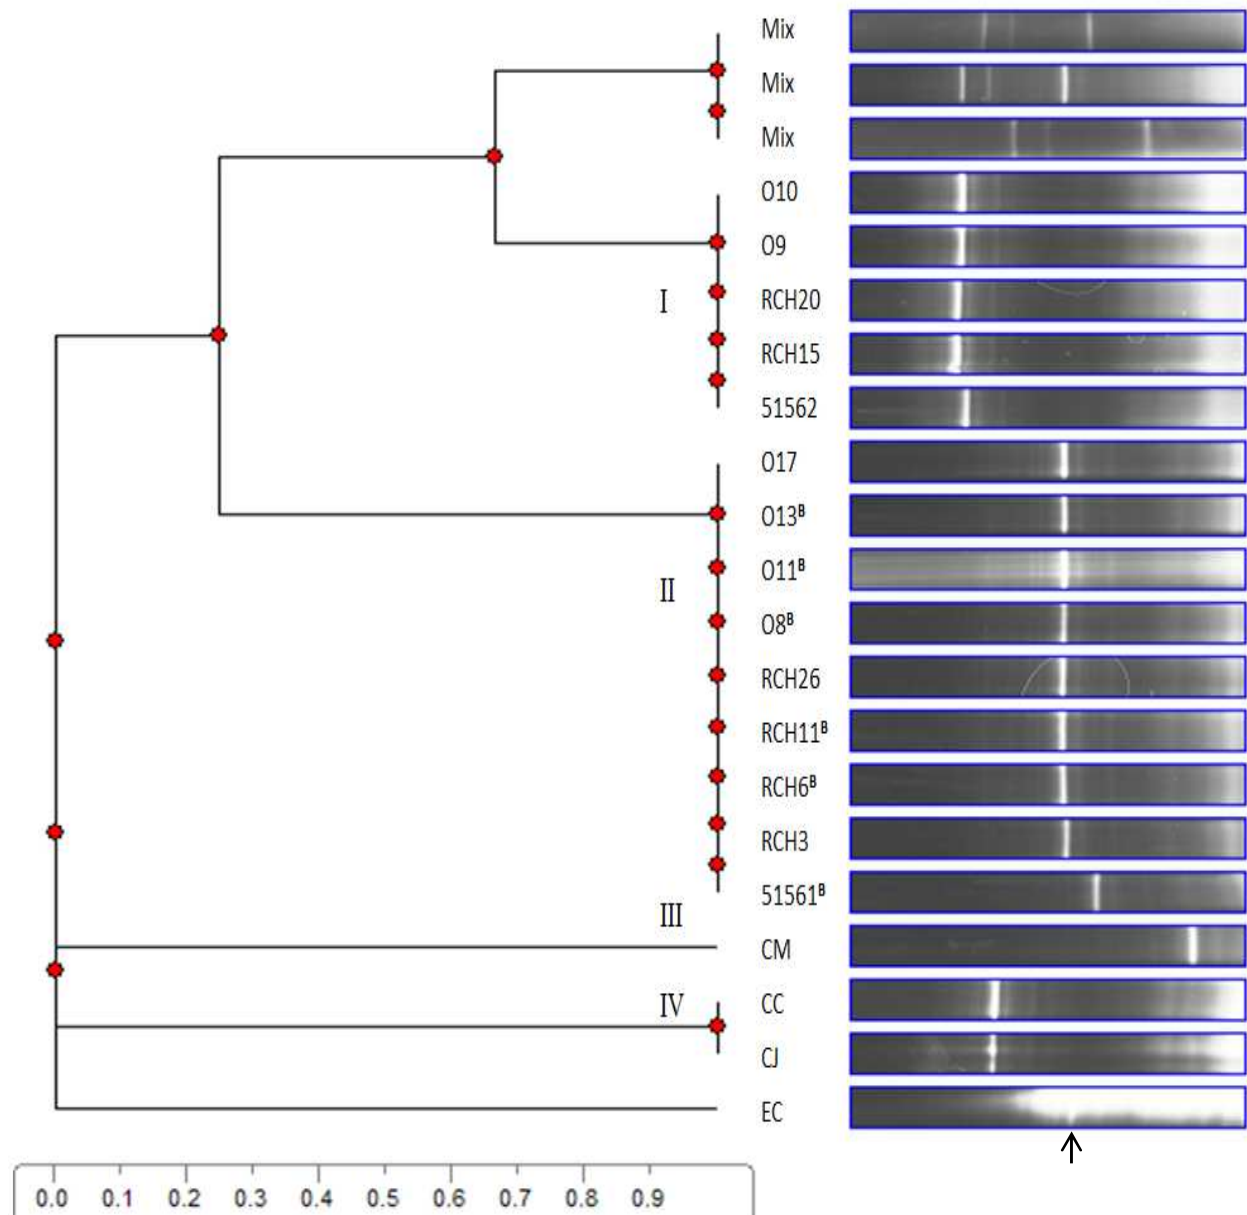 Mix
Mix
Mix
O10
O9
I
RCH20
RCH15
51562
O17
O13ᴮ
O11ᴮ
II
O8ᴮ
RCH26
RCH11ᴮ
RCH6ᴮ
RCH3
51561ᴮ
III
CM
CC
IV
CJ
EC
0.0 0.1 0.2 0.3 0.4 0.5 0.6 0.7 0.8 0.9